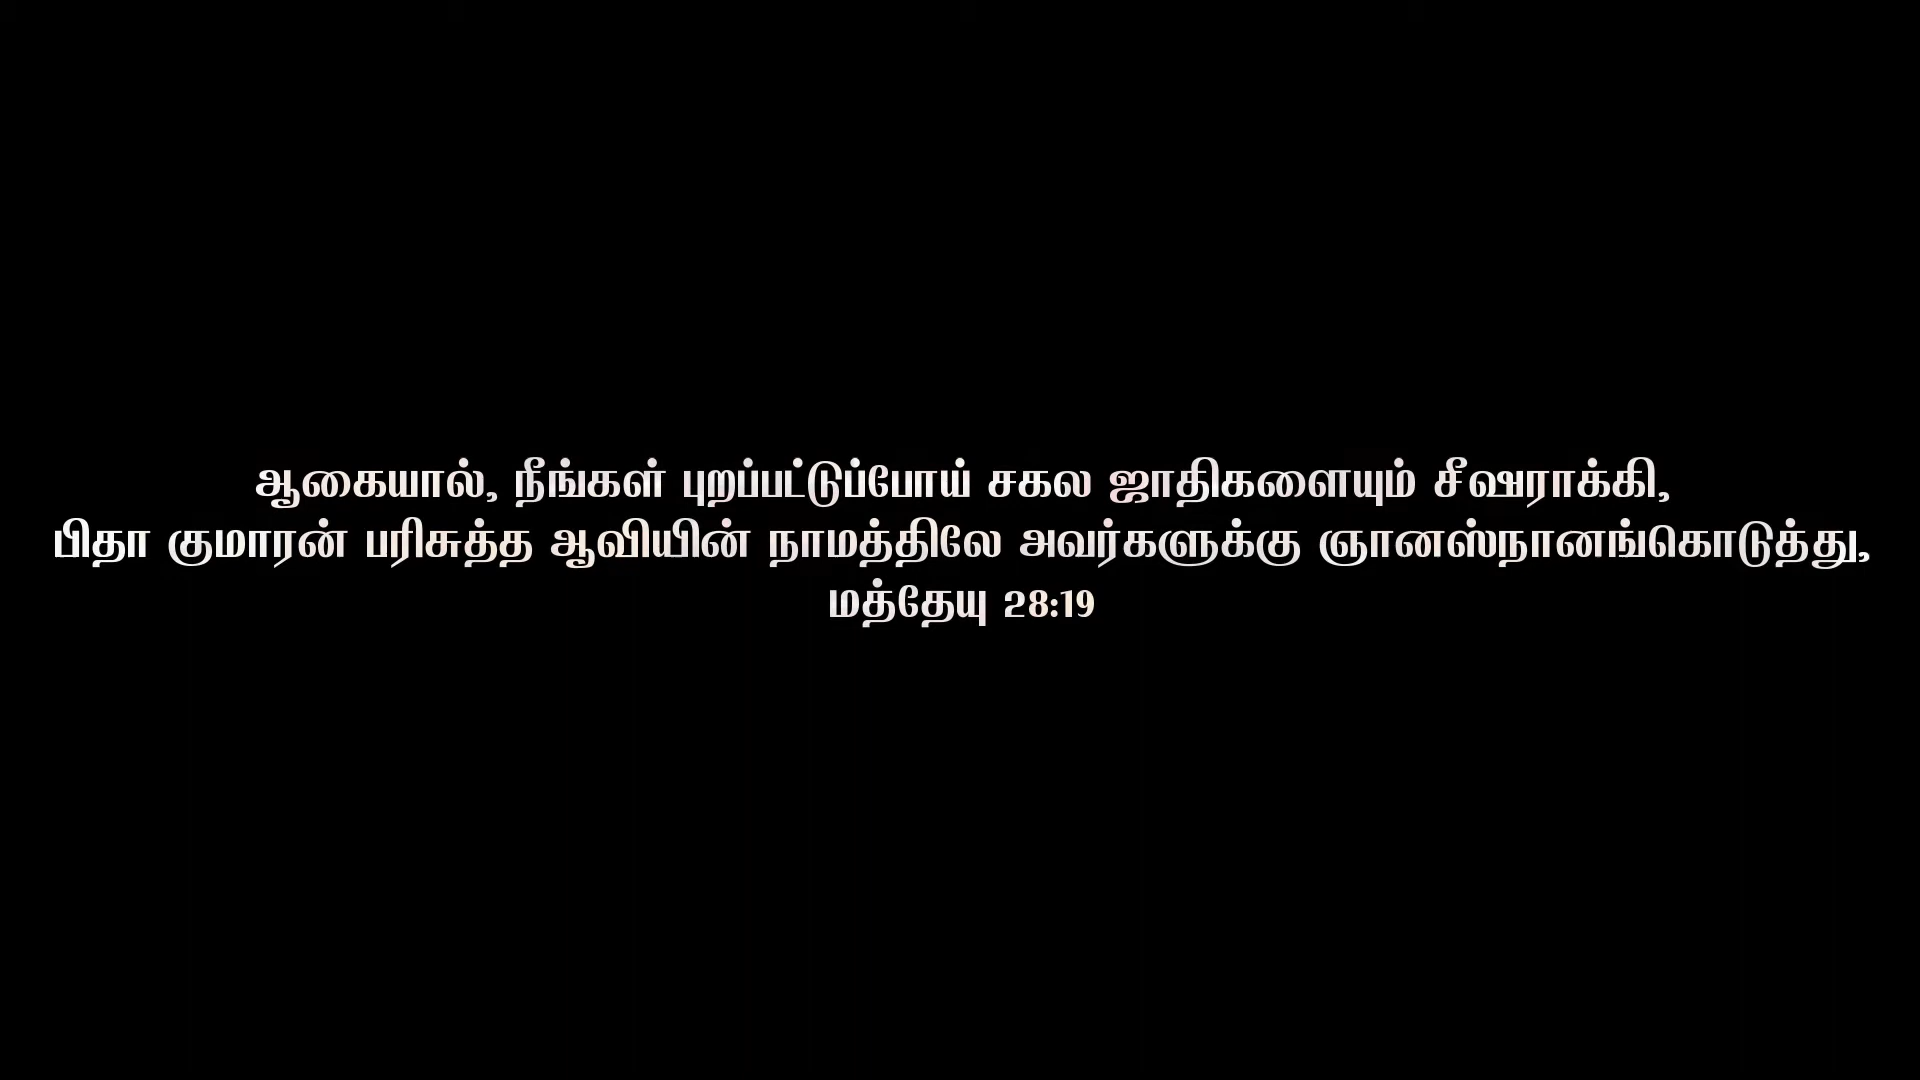 ஆகையால், நீங்கள் புறப்பட்டுப்போய் சகல ஜாதிகளையும் சீஷராக்கி,
பிதா குமாரன் பரிசுத்த ஆவியின் நாமத்திலே அவர்களுக்கு ஞானஸ்நானங்கொடுத்து,
மத்தேயு 28:19